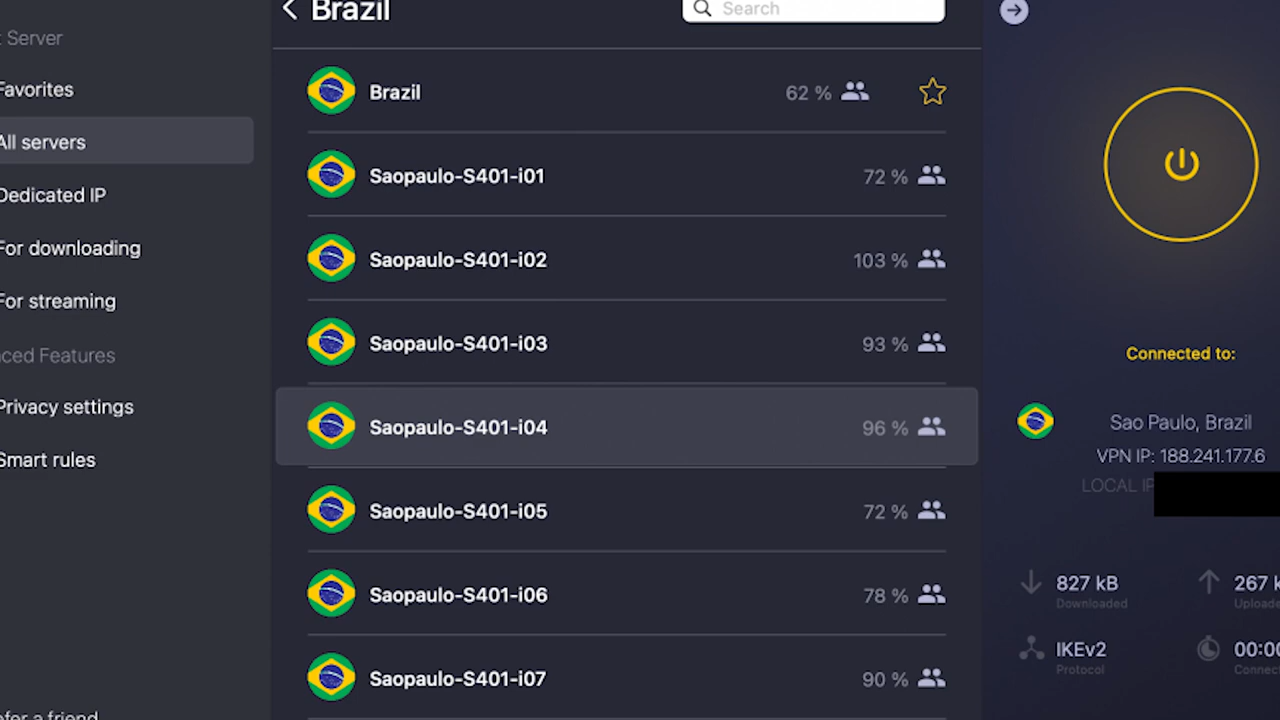 : Server
Favorites
All servers
Dedicated IP
For downloading
For streaming
ced Features
Privacy settings
Smart rules
efer a friend
Brazil
Search
Brazil 62 %
Saopaulo-S401-i01 72 %
Saopaulo-S401-i02 103 %
Saopaulo-S401-i03 93 %
Saopaulo-S401-i04 96 %
Saopaulo-S401-i05 72 %
Saopaulo-S401-i06 78 %
Saopaulo-S401-i07 90 %
Connected to:
Sao Paulo, Brazil
VPN IP: 188.241.177.6
LOCAL IP
827 kB 267 k
Downloaded Uploade
IKEv2 00:00
Protocol Connec